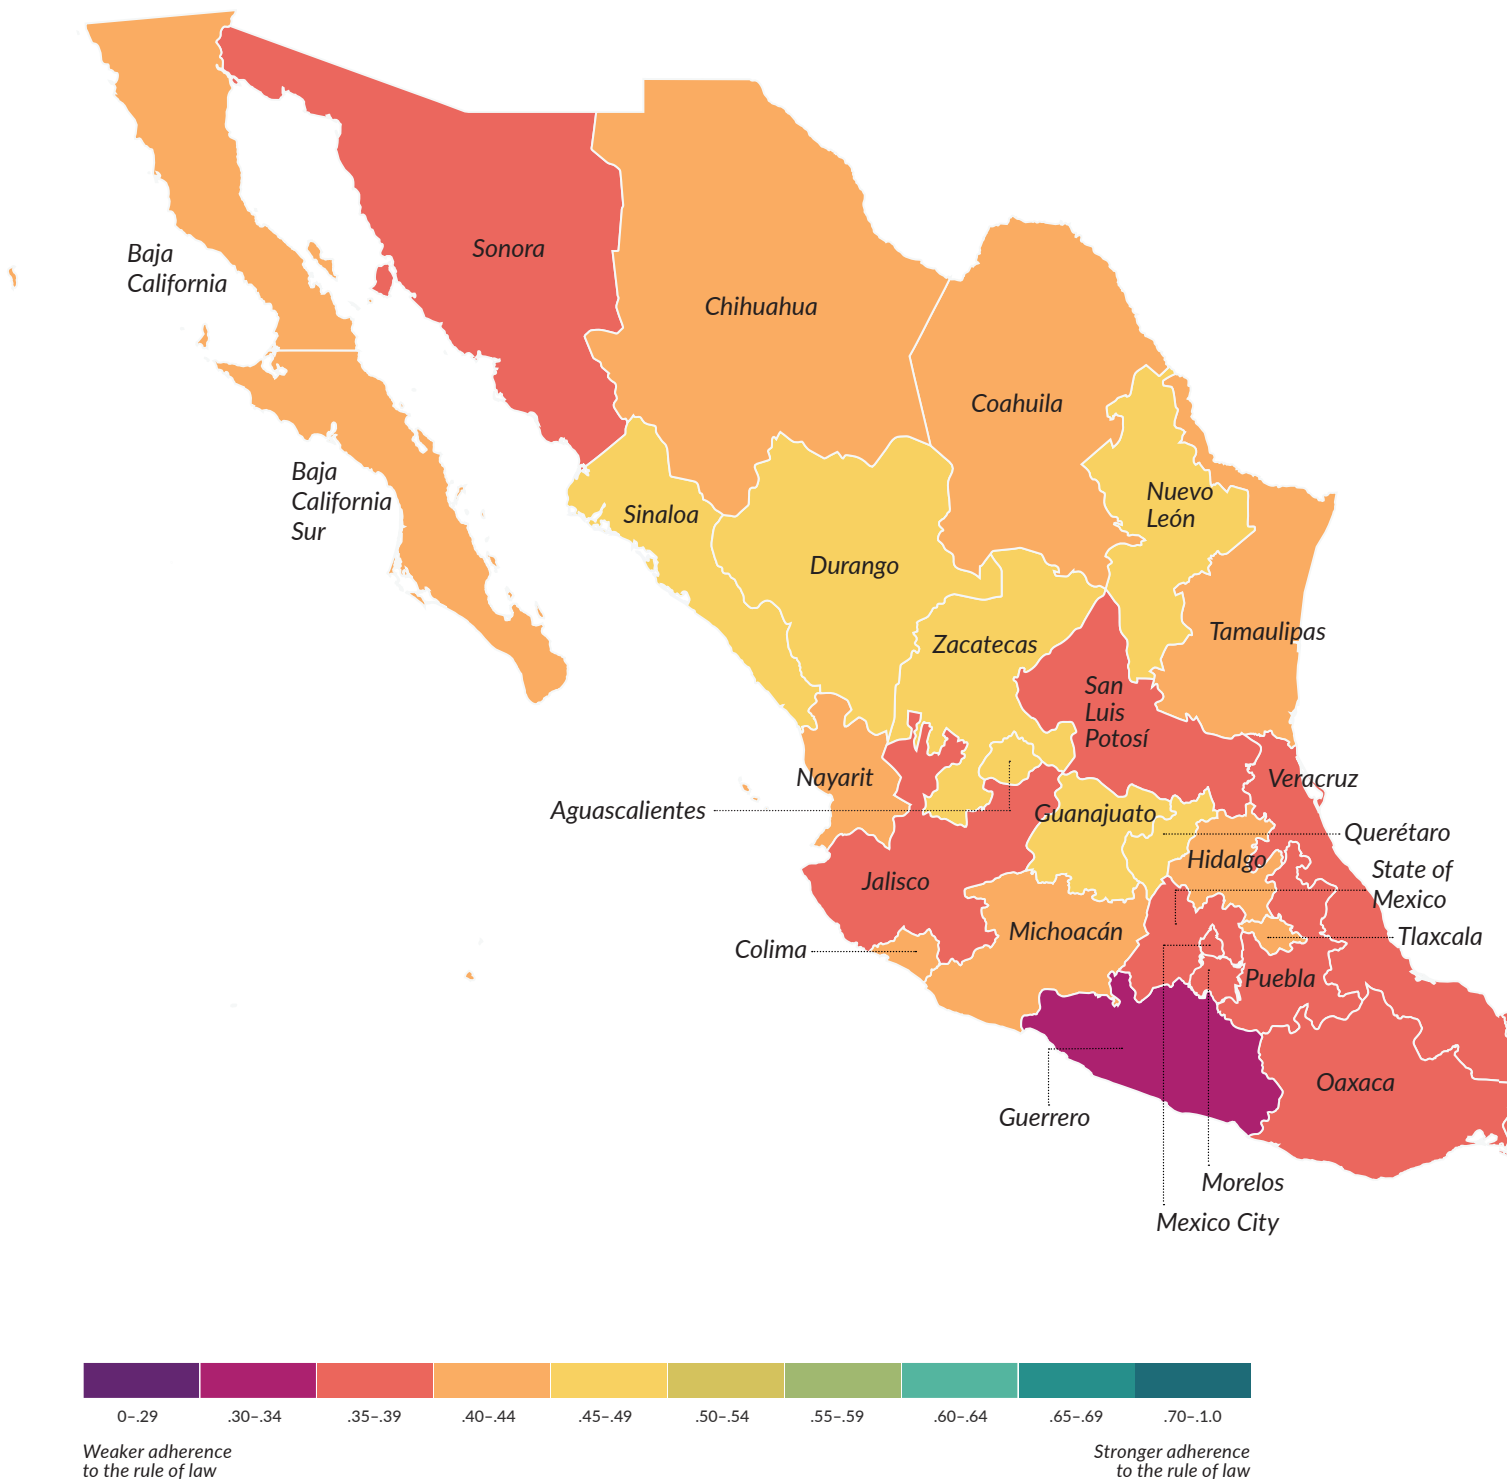 Baja
California
Sonora
Chihuahua
Coahuila
Baja
California
Sur
Sinaloa
Nuevo
León
Durango
Tamaulipas
Zacatecas
San
Luis
Potosí
Nayarit
Veracruz
Aguascalientes
Guanajuato
Querétaro
Hidalgo
State of
Mexico
Jalisco
Michoacán
Tlaxcala
Colima
Puebla
Oaxaca
Guerrero
Morelos
Mexico City
0–.29
.30–.34
.35–.39
.40–.44
.45–.49
.50–.54
.55–.59
.60–.64
.65–.69
.70–.1.0
Weaker adherence
to the rule of law
Stronger adherence
to the rule of law